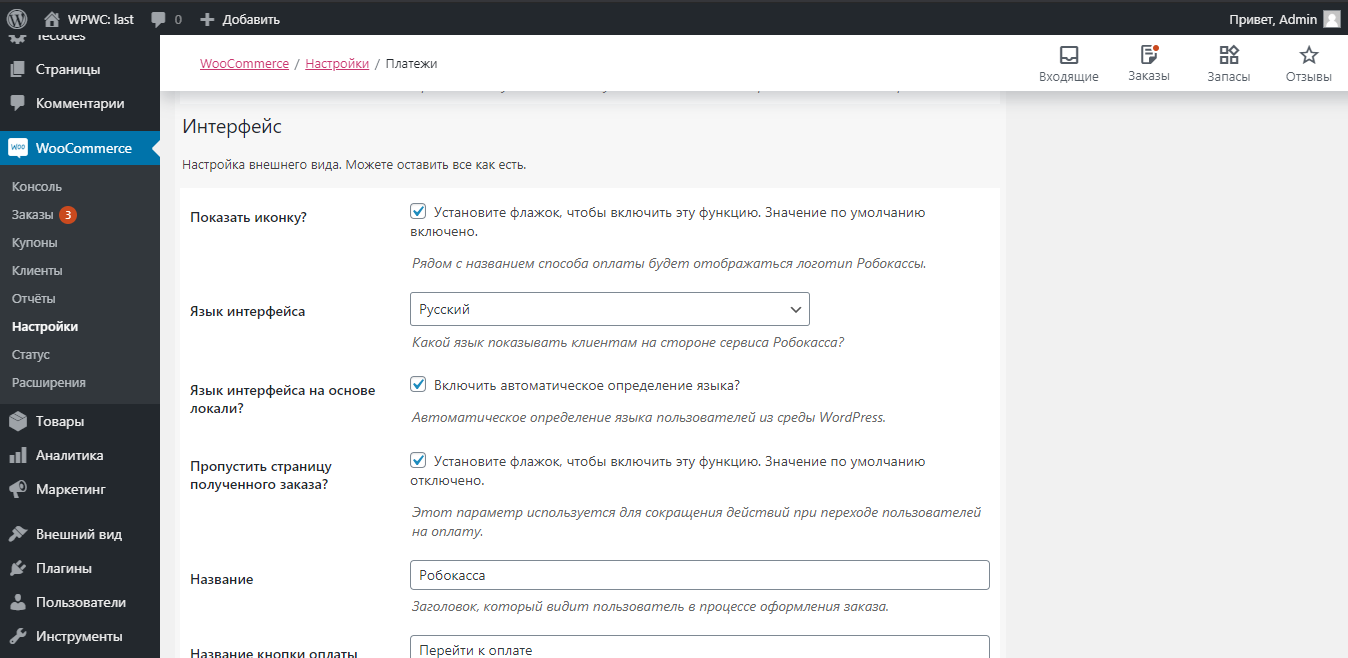 WPWC: last
0
Добавить
Привет, Admin
Tecodes
Страницы
Комментарии
WooCommerce
Консоль
Заказы 3
Купоны
Клиенты
Отчёты
Настройки
Статус
Расширения
Товары
Аналитика
Маркетинг
Внешний вид
Плагины
Пользователи
Инструменты
WooCommerce / Настройки / Платежи
Входящие
Заказы
Запасы
Отзывы
Интерфейс
Настройка внешнего вида. Можете оставить все как есть.
Показать иконку?
Установите флажок, чтобы включить эту функцию. Значение по умолчанию
включено.
Рядом с названием способа оплаты будет отображаться логотип Робокассы.
Язык интерфейса
Русский
Какой язык показывать клиентам на стороне сервиса Робокасса?
Язык интерфейса на основе
локали?
Включить автоматическое определение языка?
Автоматическое определение языка пользователей из среды WordPress.
Пропустить страницу
полученного заказа?
Установите флажок, чтобы включить эту функцию. Значение по умолчанию
отключено.
Этот параметр используется для сокращения действий при переходе пользователей
на оплату.
Название
Робокасса
Заголовок, который видит пользователь в процессе оформления заказа.
Название кнопки оплаты
Перейти к оплате